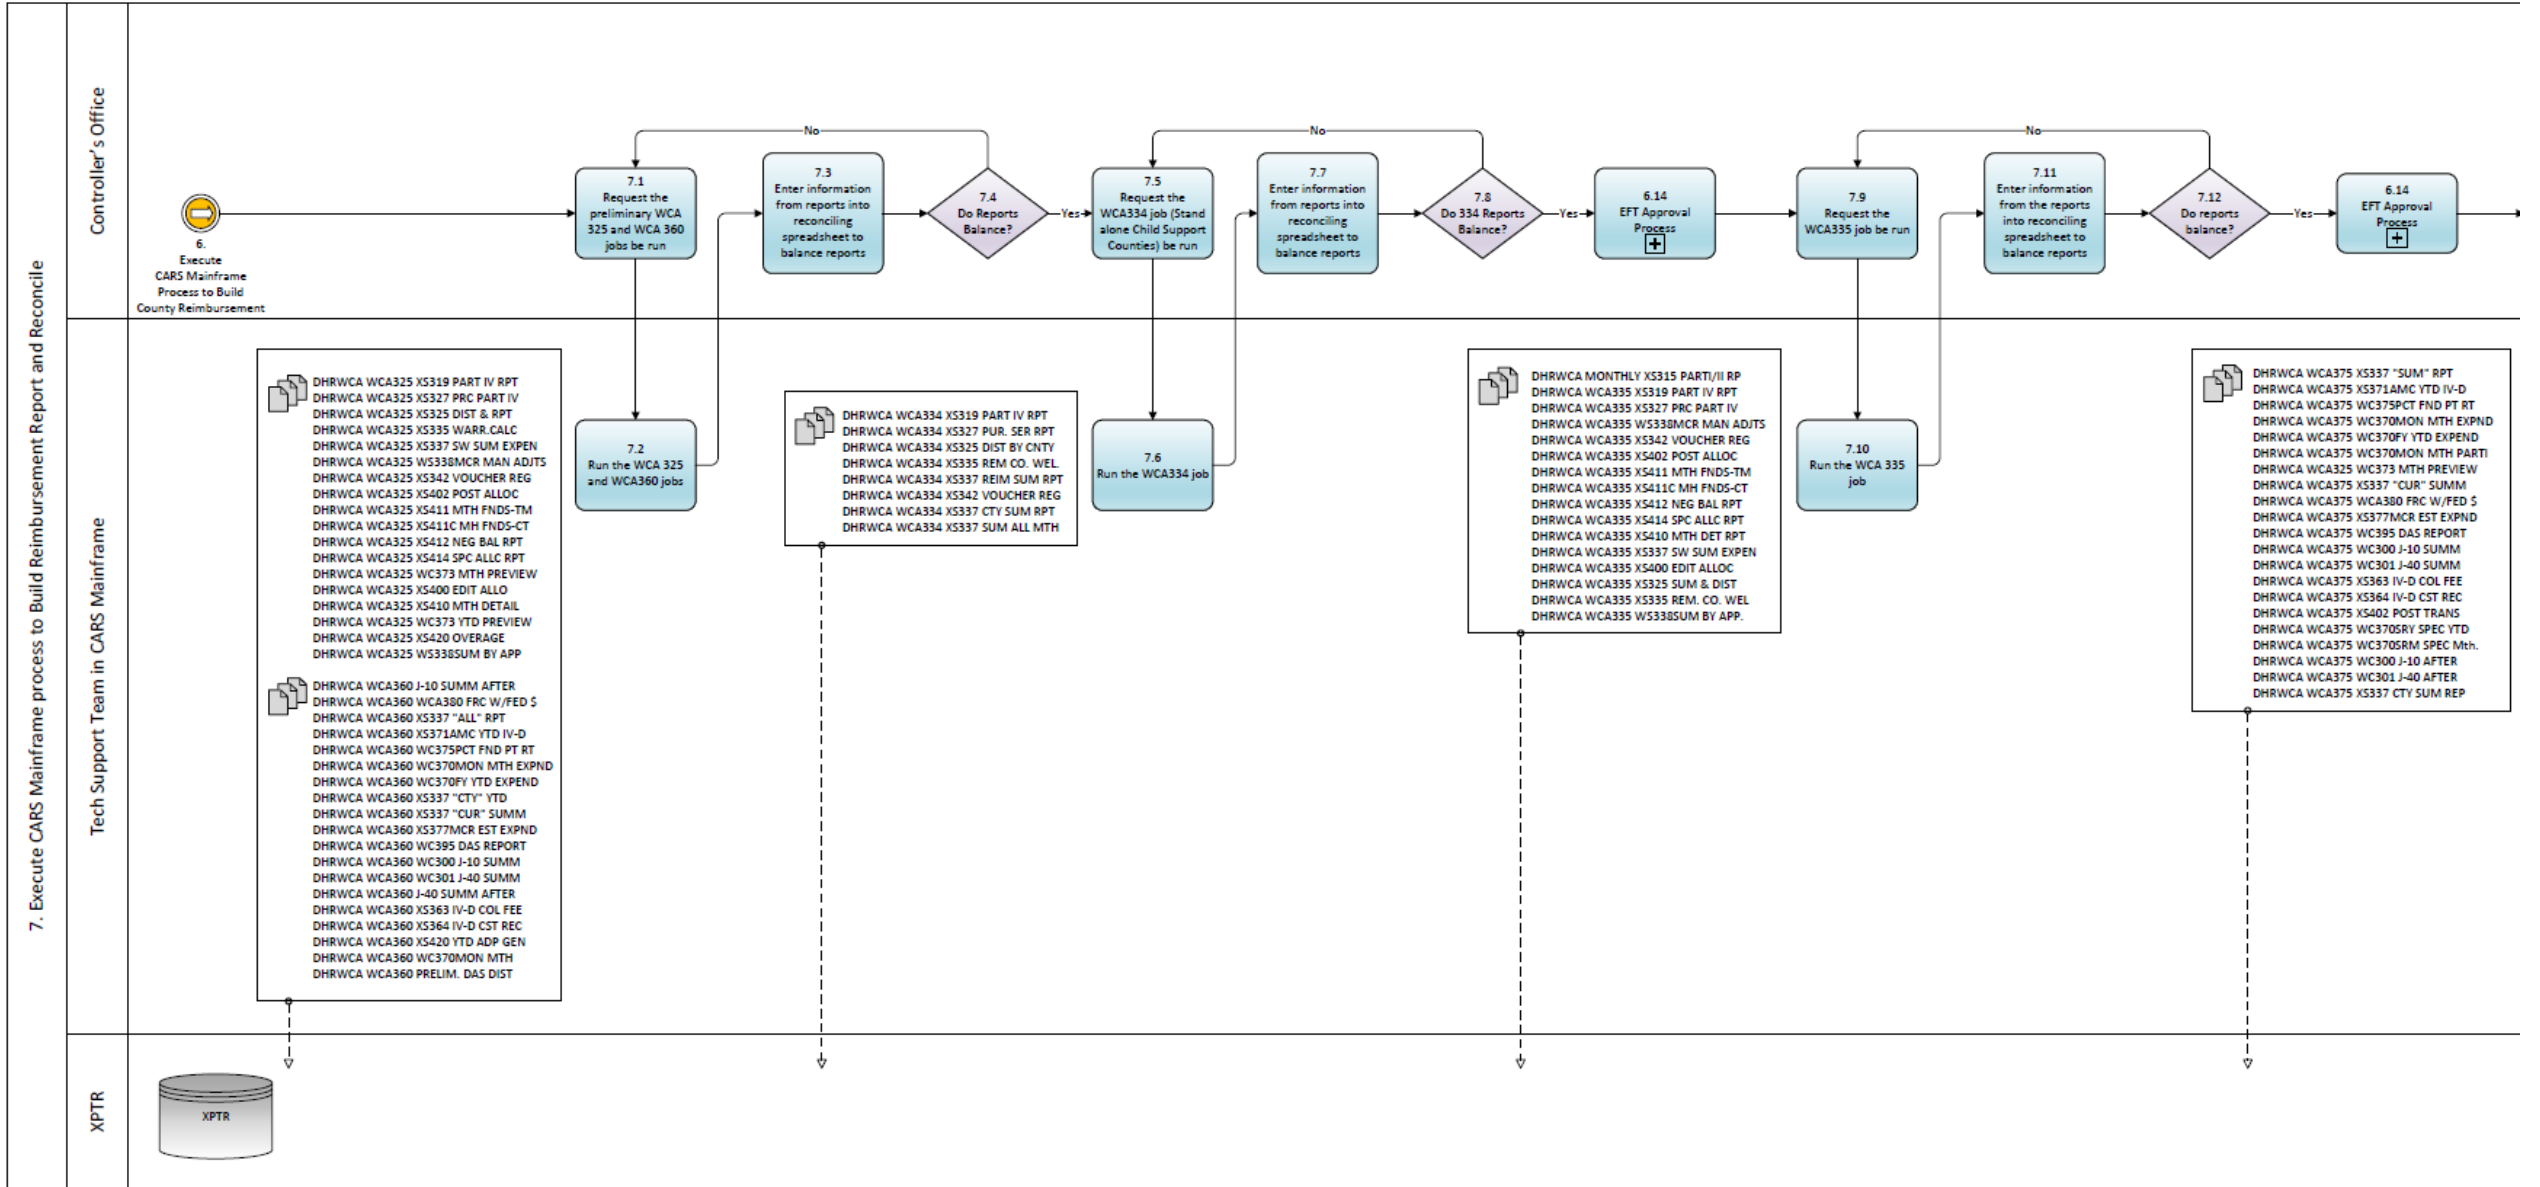 7. Execute CARS Mainframe process to Build Reimbursement Report and Reconcile
Controller's Office
6.
Execute
CARS Mainframe
Process to Build
County Reimbursement
7.1
Request the
preliminary WCA
325 and WCA 360
jobs be run
7.3
Enter information
from reports into
reconciling
spreadsheet to
balance reports
No
7.4
Do Reports
Balance?
Yes
7.5
Request the
WCA334 job (Stand
alone Child Support
Counties) be run
7.7
Enter information
from reports into
reconciling
spreadsheet to
balance reports
No
7.8
Do 334 Reports
Balance?
Yes
6.14
EFT Approval
Process
7.9
Request the
WCA335 job be run
7.11
Enter information
from the reports
into reconciling
spreadsheet to
balance reports
No
7.12
Do reports
balance?
Yes
6.14
EFT Approval
Process
Tech Support Team in CARS Mainframe
DHRWCA WCA325 XS319 PART IV RPT
DHRWCA WCA325 XS327 PRC PART IV
DHRWCA WCA325 XS325 DIST & RPT
DHRWCA WCA325 XS335 WARR.CALC
DHRWCA WCA325 XS337 SW SUM EXPEN
DHRWCA WCA325 WS338MCR MAN ADJTS
DHRWCA WCA325 XS342 VOUCHER REG
DHRWCA WCA325 XS402 POST ALLOC
DHRWCA WCA325 XS411 MTH FNDS-TM
DHRWCA WCA325 XS411C MH FNDS-CT
DHRWCA WCA325 XS412 NEG BAL RPT
DHRWCA WCA325 XS414 SPC ALLC RPT
DHRWCA WCA325 WC373 MTH PREVIEW
DHRWCA WCA325 XS400 EDIT ALLO
DHRWCA WCA325 XS410 MTH DETAIL
DHRWCA WCA325 WC373 YTD PREVIEW
DHRWCA WCA325 XS420 OVERAGE
DHRWCA WCA325 WS338SUM BY APP
DHRWCA WCA360 J-10 SUMM AFTER
DHRWCA WCA360 WCA380 FRC W/FED $
DHRWCA WCA360 XS337 "ALL" RPT
DHRWCA WCA360 XS371AMC YTD IV-D
DHRWCA WCA360 WC375PCT FND PT RT
DHRWCA WCA360 WC370MON MTH EXPND
DHRWCA WCA360 WC370FY YTD EXPEND
DHRWCA WCA360 XS337 "CTY" YTD
DHRWCA WCA360 XS337 "CUR" SUMM
DHRWCA WCA360 XS377MCR EST EXPND
DHRWCA WCA360 WC395 DAS REPORT
DHRWCA WCA360 WC300 J-10 SUMM
DHRWCA WCA360 WC301 J-40 SUMM
DHRWCA WCA360 J-40 SUMM AFTER
DHRWCA WCA360 XS363 IV-D COL FEE
DHRWCA WCA360 XS364 IV-D CST REC
DHRWCA WCA360 XS420 YTD ADP GEN
DHRWCA WCA360 WC370MON MTH
DHRWCA WCA360 PRELIM. DAS DIST
7.2
Run the WCA 325
and WCA360 jobs
DHRWCA WCA334 XS319 PART IV RPT
DHRWCA WCA334 XS327 PUR. SER RPT
DHRWCA WCA334 XS325 DIST BY CNTY
DHRWCA WCA334 XS335 REM CO. WEL.
DHRWCA WCA334 XS337 REIM SUM RPT
DHRWCA WCA334 XS342 VOUCHER REG
DHRWCA WCA334 XS337 CTY SUM RPT
DHRWCA WCA334 XS337 SUM ALL MTH
7.6
Run the WCA334 job
DHRWCA MONTHLY XS315 PARTI/II RP
DHRWCA WCA335 XS319 PART IV RPT
DHRWCA WCA335 XS327 PRC PART IV
DHRWCA WCA335 WS338MCR MAN ADJTS
DHRWCA WCA335 XS342 VOUCHER REG
DHRWCA WCA335 XS402 POST ALLOC
DHRWCA WCA335 XS411 MTH FNDS-TM
DHRWCA WCA335 XS411C MH FNDS-CT
DHRWCA WCA335 XS412 NEG BAL RPT
DHRWCA WCA335 XS414 SPC ALLC RPT
DHRWCA WCA335 XS410 MTH DET RPT
DHRWCA WCA335 XS337 SW SUM EXPEN
DHRWCA WCA335 XS400 EDIT ALLOC
DHRWCA WCA335 XS325 SUM & DIST
DHRWCA WCA335 XS335 REM. CO. WEL
DHRWCA WCA335 WS338SUM BY APP.
7.10
Run the WCA 335
job
DHRWCA WCA375 XS337 "SUM" RPT
DHRWCA WCA375 XS371AMC YTD IV-D
DHRWCA WCA375 WC375PCT FND PT RT
DHRWCA WCA375 WC370MON MTH EXPND
DHRWCA WCA375 WC370FY YTD EXPEND
DHRWCA WCA375 WC370MON MTH PARTI
DHRWCA WCA325 WC373 MTH PREVIEW
DHRWCA WCA375 XS337 "CUR" SUMM
DHRWCA WCA375 WCA380 FRC W/FED $
DHRWCA WCA375 XS377MCR EST EXPND
DHRWCA WCA375 WC395 DAS REPORT
DHRWCA WCA375 WC300 J-10 SUMM
DHRWCA WCA375 WC301 J-40 SUMM
DHRWCA WCA375 XS363 IV-D COL FEE
DHRWCA WCA375 XS364 IV-D CST REC
DHRWCA WCA375 XS402 POST TRANS
DHRWCA WCA375 WC370SRY SPEC YTD
DHRWCA WCA375 WC370SRM SPEC Mth.
DHRWCA WCA375 WC300 J-10 AFTER
DHRWCA WCA375 WC301 J-40 AFTER
DHRWCA WCA375 XS337 CTY SUM REP
XPTR
XPTR